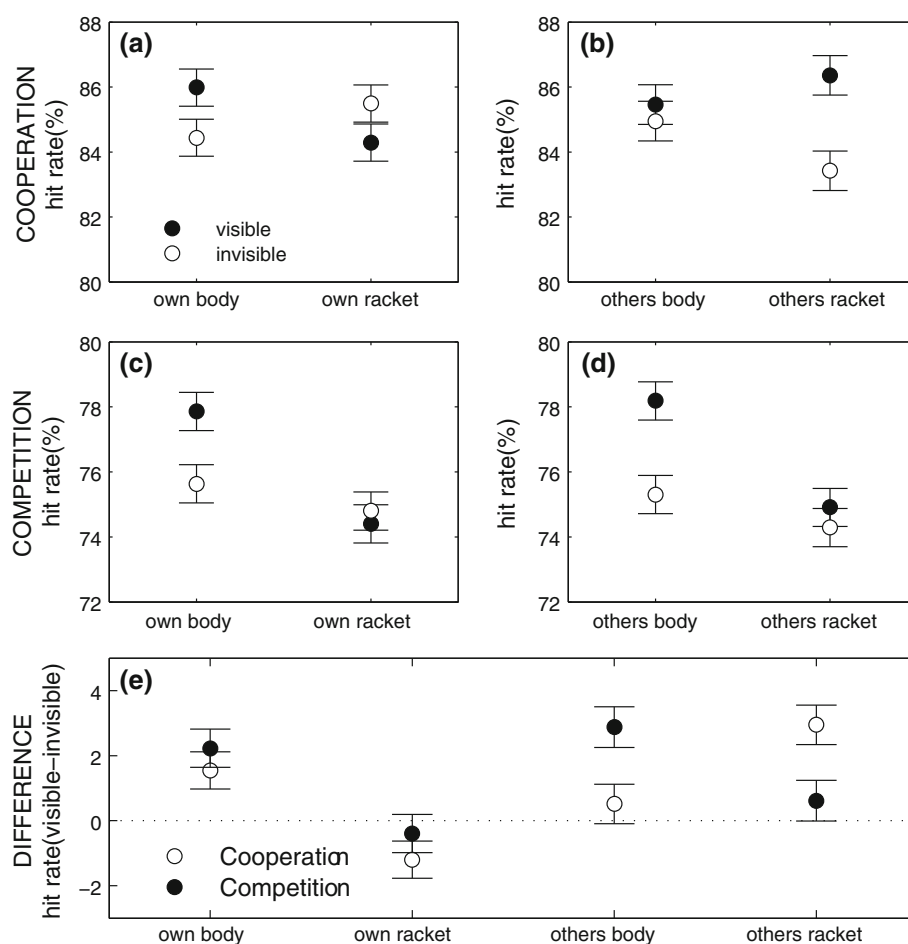 (a)
88
86
84
82
80
COOPERATION
hit rate(%)
visible
invisible
own body
own racket
(b)
88
86
84
82
80
hit rate(%)
others body
others racket
(c)
80
78
76
74
72
COMPETITION
hit rate(%)
own body
own racket
(d)
80
78
76
74
72
hit rate(%)
others body
others racket
(e)
4
2
0
−2
DIFFERENCE
hit rate(visible−invisible)
Cooperation
Competition
own body
own racket
others body
others racket